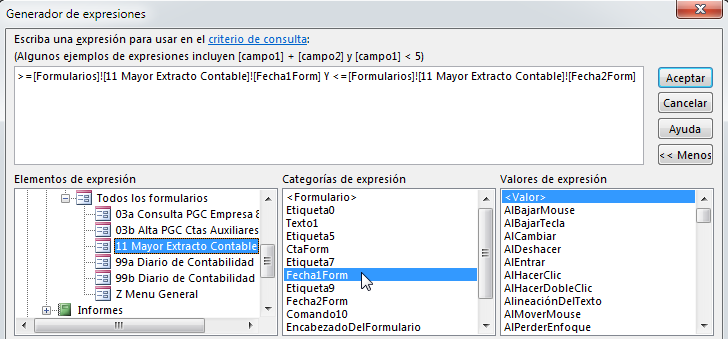 Generador de expresiones
Escriba una expresión para usar en el criterio de consulta:
(Algunos ejemplos de expresiones incluyen [campo1] + [campo2] y [campo1] < 5)
>=[Formularios]![11 Mayor Extracto Contable]![Fecha1Form] Y <=[Formularios]![11 Mayor Extracto Contable]![Fecha2Form]
Aceptar
Cancelar
Ayuda
<< Menos
Elementos de expresión
Todos los formularios
03a Consulta PGC Empresa &
03b Alta PGC Ctas Auxiliares
11 Mayor Extracto Contable
99a Diario de Contabilidad
99b Diario de Contabilidad
Z Menu General
Informes
Categorías de expresión
<Formulario>
Etiqueta0
Texto1
Etiqueta5
CtaForm
Etiqueta7
Fecha1Form
Etiqueta9
Fecha2Form
Comando10
EncabezadoDelFormulario
Valores de expresión
<Valor>
AlBajarMouse
AlBajarTecla
AlCambiar
AlDeshacer
AlEntrar
AlHacerClic
AlHacerDobleClic
AlineaciónDelTexto
AlMoverMouse
AlPerderEnfoque